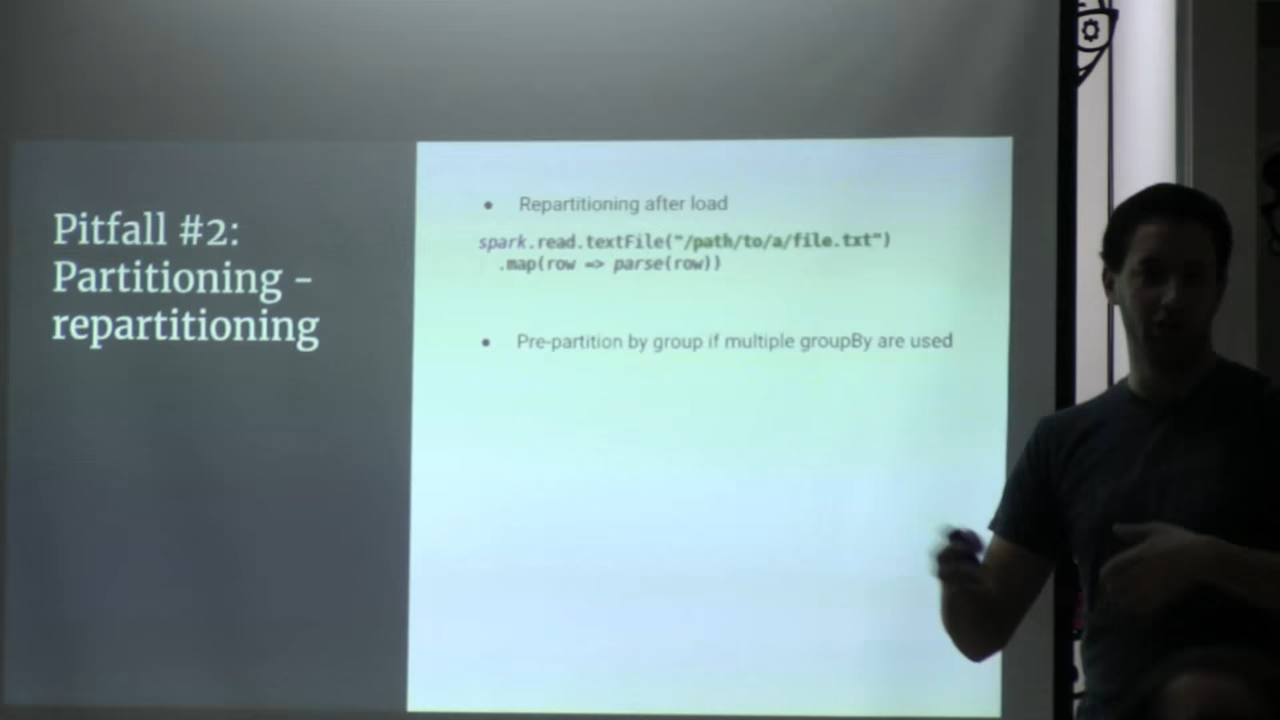 Pitfall #2:
Partitioning -
repartitioning
● Repartitioning after load
spark.read.textFile("/path/to/a/file.txt")
.map(row => parse(row))
● Pre-partition by group if multiple groupBy are used